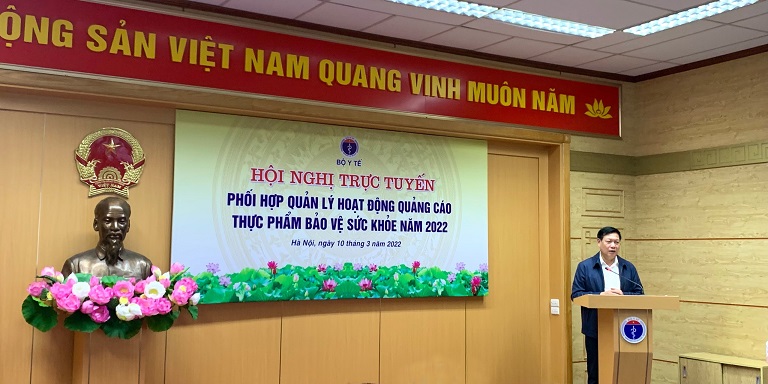 ỘNG SẢN VIỆT NAM QUANG VINH MUÔN NĂM
BỘ Y TẾ
HỘI NGHỊ TRỰC TUYẾN
PHỐI HỢP QUẢN LÝ HOẠT ĐỘNG QUẢNG CÁO
THỰC PHẨM BẢO VỆ SỨC KHỎE NĂM 2022
Hà Nội, ngày 10 tháng 3 năm 2022
VIỆT NAM